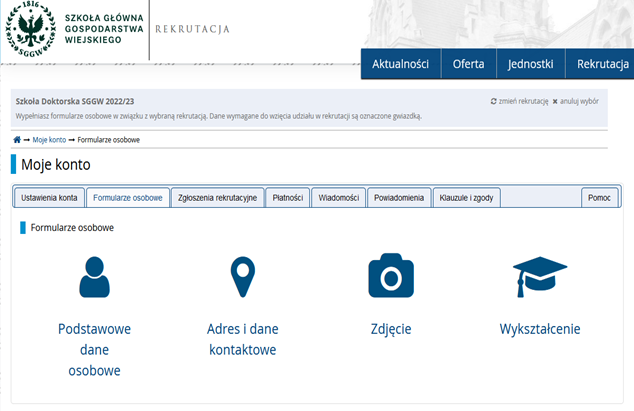 1816
SGGW
SZKOŁA GŁÓWNA
GOSPODARSTWA
WIEJSKIEGO
REKRUTACJA
Aktualności Oferta Jednostki Rekrutacja
Szkoła Doktorska SGGW 2022/23
zmień rekrutację anuluj wybór
Wypełniasz formularze osobowe w związku z wybraną rekrutacją. Dane wymagane do wzięcia udziału w rekrutacji są oznaczone gwiazdką.
→ Moje konto → Formularze osobowe
Moje konto
Ustawienia konta Formularze osobowe Zgłoszenia rekrutacyjne Płatności Wiadomości Powiadomienia Klauzule i zgody Pomoc
Formularze osobowe
Podstawowe
dane
osobowe
Adres i dane
kontaktowe
Zdjęcie
Wykształcenie